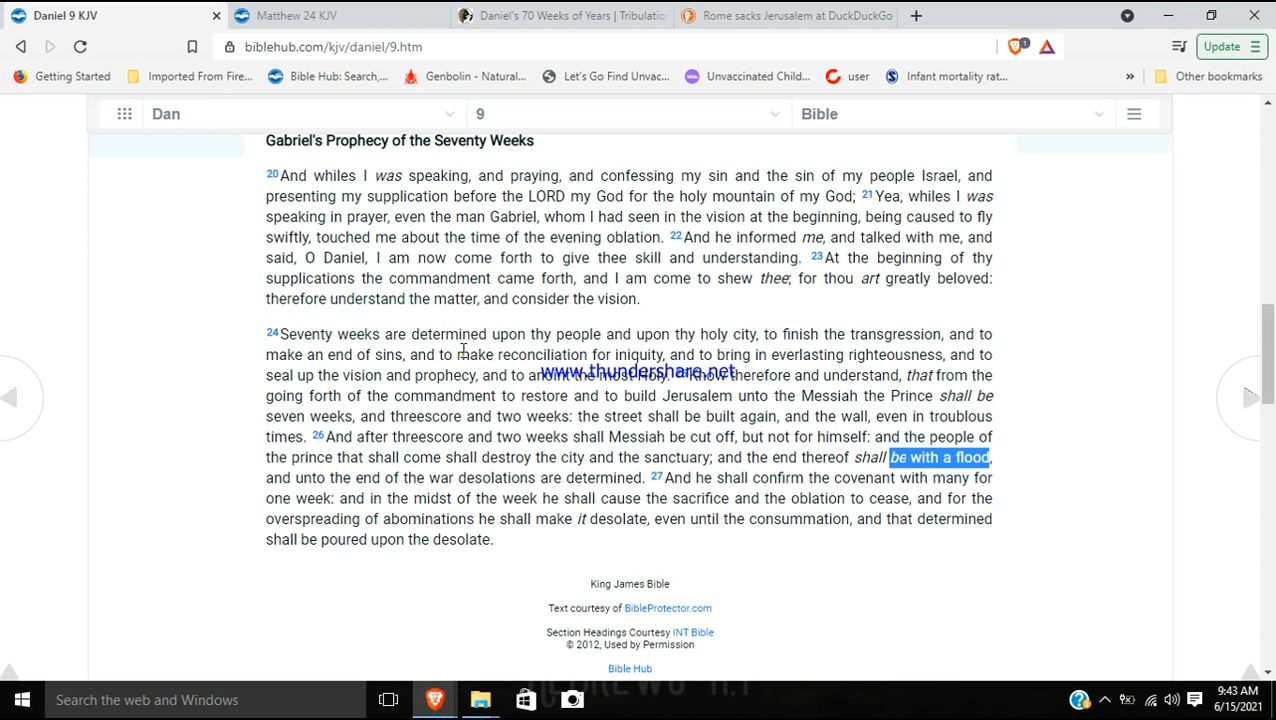 Daniel 9 KJV
Matthew 24 KJV
Daniel's 70 Weeks of Years | Tribulatio
Rome sacks Jerusalem at DuckDuckGo
biblehub.com/kjv/daniel/9.htm
1
Update
Getting Started
Imported From Fire...
Bible Hub: Search,...
Genbolin - Natural...
Let's Go Find Unvac...
Unvaccinated Child...
user
Infant mortality rat...
Other bookmarks
Dan
9
Bible
Gabriel's Prophecy of the Seventy Weeks
20And whiles I was speaking, and praying, and confessing my sin and the sin of my people Israel, and
presenting my supplication before the LORD my God for the holy mountain of my God; 21Yea, whiles I was
speaking in prayer, even the man Gabriel, whom I had seen in the vision at the beginning, being caused to fly
swiftly, touched me about the time of the evening oblation. 22And he informed me, and talked with me, and
said, O Daniel, I am now come forth to give thee skill and understanding. 23At the beginning of thy
supplications the commandment came forth, and I am come to shew thee; for thou art greatly beloved:
therefore understand the matter, and consider the vision.
24Seventy weeks are determined upon thy people and upon thy holy city, to finish the transgression, and to
make an end of sins, and to make reconciliation for iniquity, and to bring in everlasting righteousness, and to
seal up the vision and prophecy, and to anoint the most Holy. Know therefore and understand, that from the
www.thundershare.net
going forth of the commandment to restore and to build Jerusalem unto the Messiah the Prince shall be
seven weeks, and threescore and two weeks: the street shall be built again, and the wall, even in troublous
times. 26And after threescore and two weeks shall Messiah be cut off, but not for himself: and the people of
the prince that shall come shall destroy the city and the sanctuary; and the end thereof shall be with a flood,
and unto the end of the war desolations are determined. 27And he shall confirm the covenant with many for
one week: and in the midst of the week he shall cause the sacrifice and the oblation to cease, and for the
overspreading of abominations he shall make it desolate, even until the consummation, and that determined
shall be poured upon the desolate.
King James Bible
Text courtesy of BibleProtector.com
Section Headings Courtesy INT Bible
© 2012, Used by Permission
Bible Hub
Search the web and Windows
9:43 AM
6/15/2021